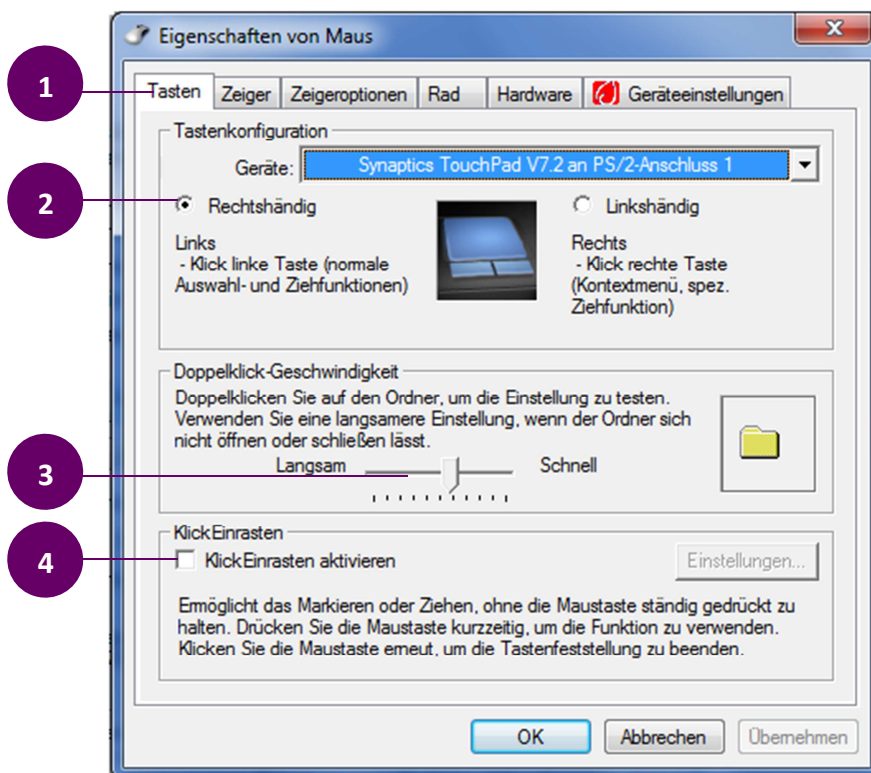 Eigenschaften von Maus
1
Tasten Zeiger Zeigeroptionen Rad Hardware Geräteeinstellungen
Tastenkonfiguration
Geräte: Synaptics TouchPad V7.2 an PS/2-Anschluss 1
2
Rechtshändig Linkshändig
Links Rechts
- Klick linke Taste (normale - Klick rechte Taste
Auswahl- und Ziehfunktionen) (Kontextmenü, spez.
Ziehfunktion)
Doppelklick-Geschwindigkeit
Doppelklicken Sie auf den Ordner, um die Einstellung zu testen.
Verwenden Sie eine langsamere Einstellung, wenn der Ordner sich
nicht öffnen oder schließen lässt.
3
Langsam Schnell
KlickEinrasten
4
KlickEinrasten aktivieren Einstellungen...
Ermöglicht das Markieren oder Ziehen, ohne die Maustaste ständig gedrückt zu
halten. Drücken Sie die Maustaste kurzzeitig, um die Funktion zu verwenden.
Klicken Sie die Maustaste erneut, um die Tastenfeststellung zu beenden.
OK Abbrechen Übernehmen